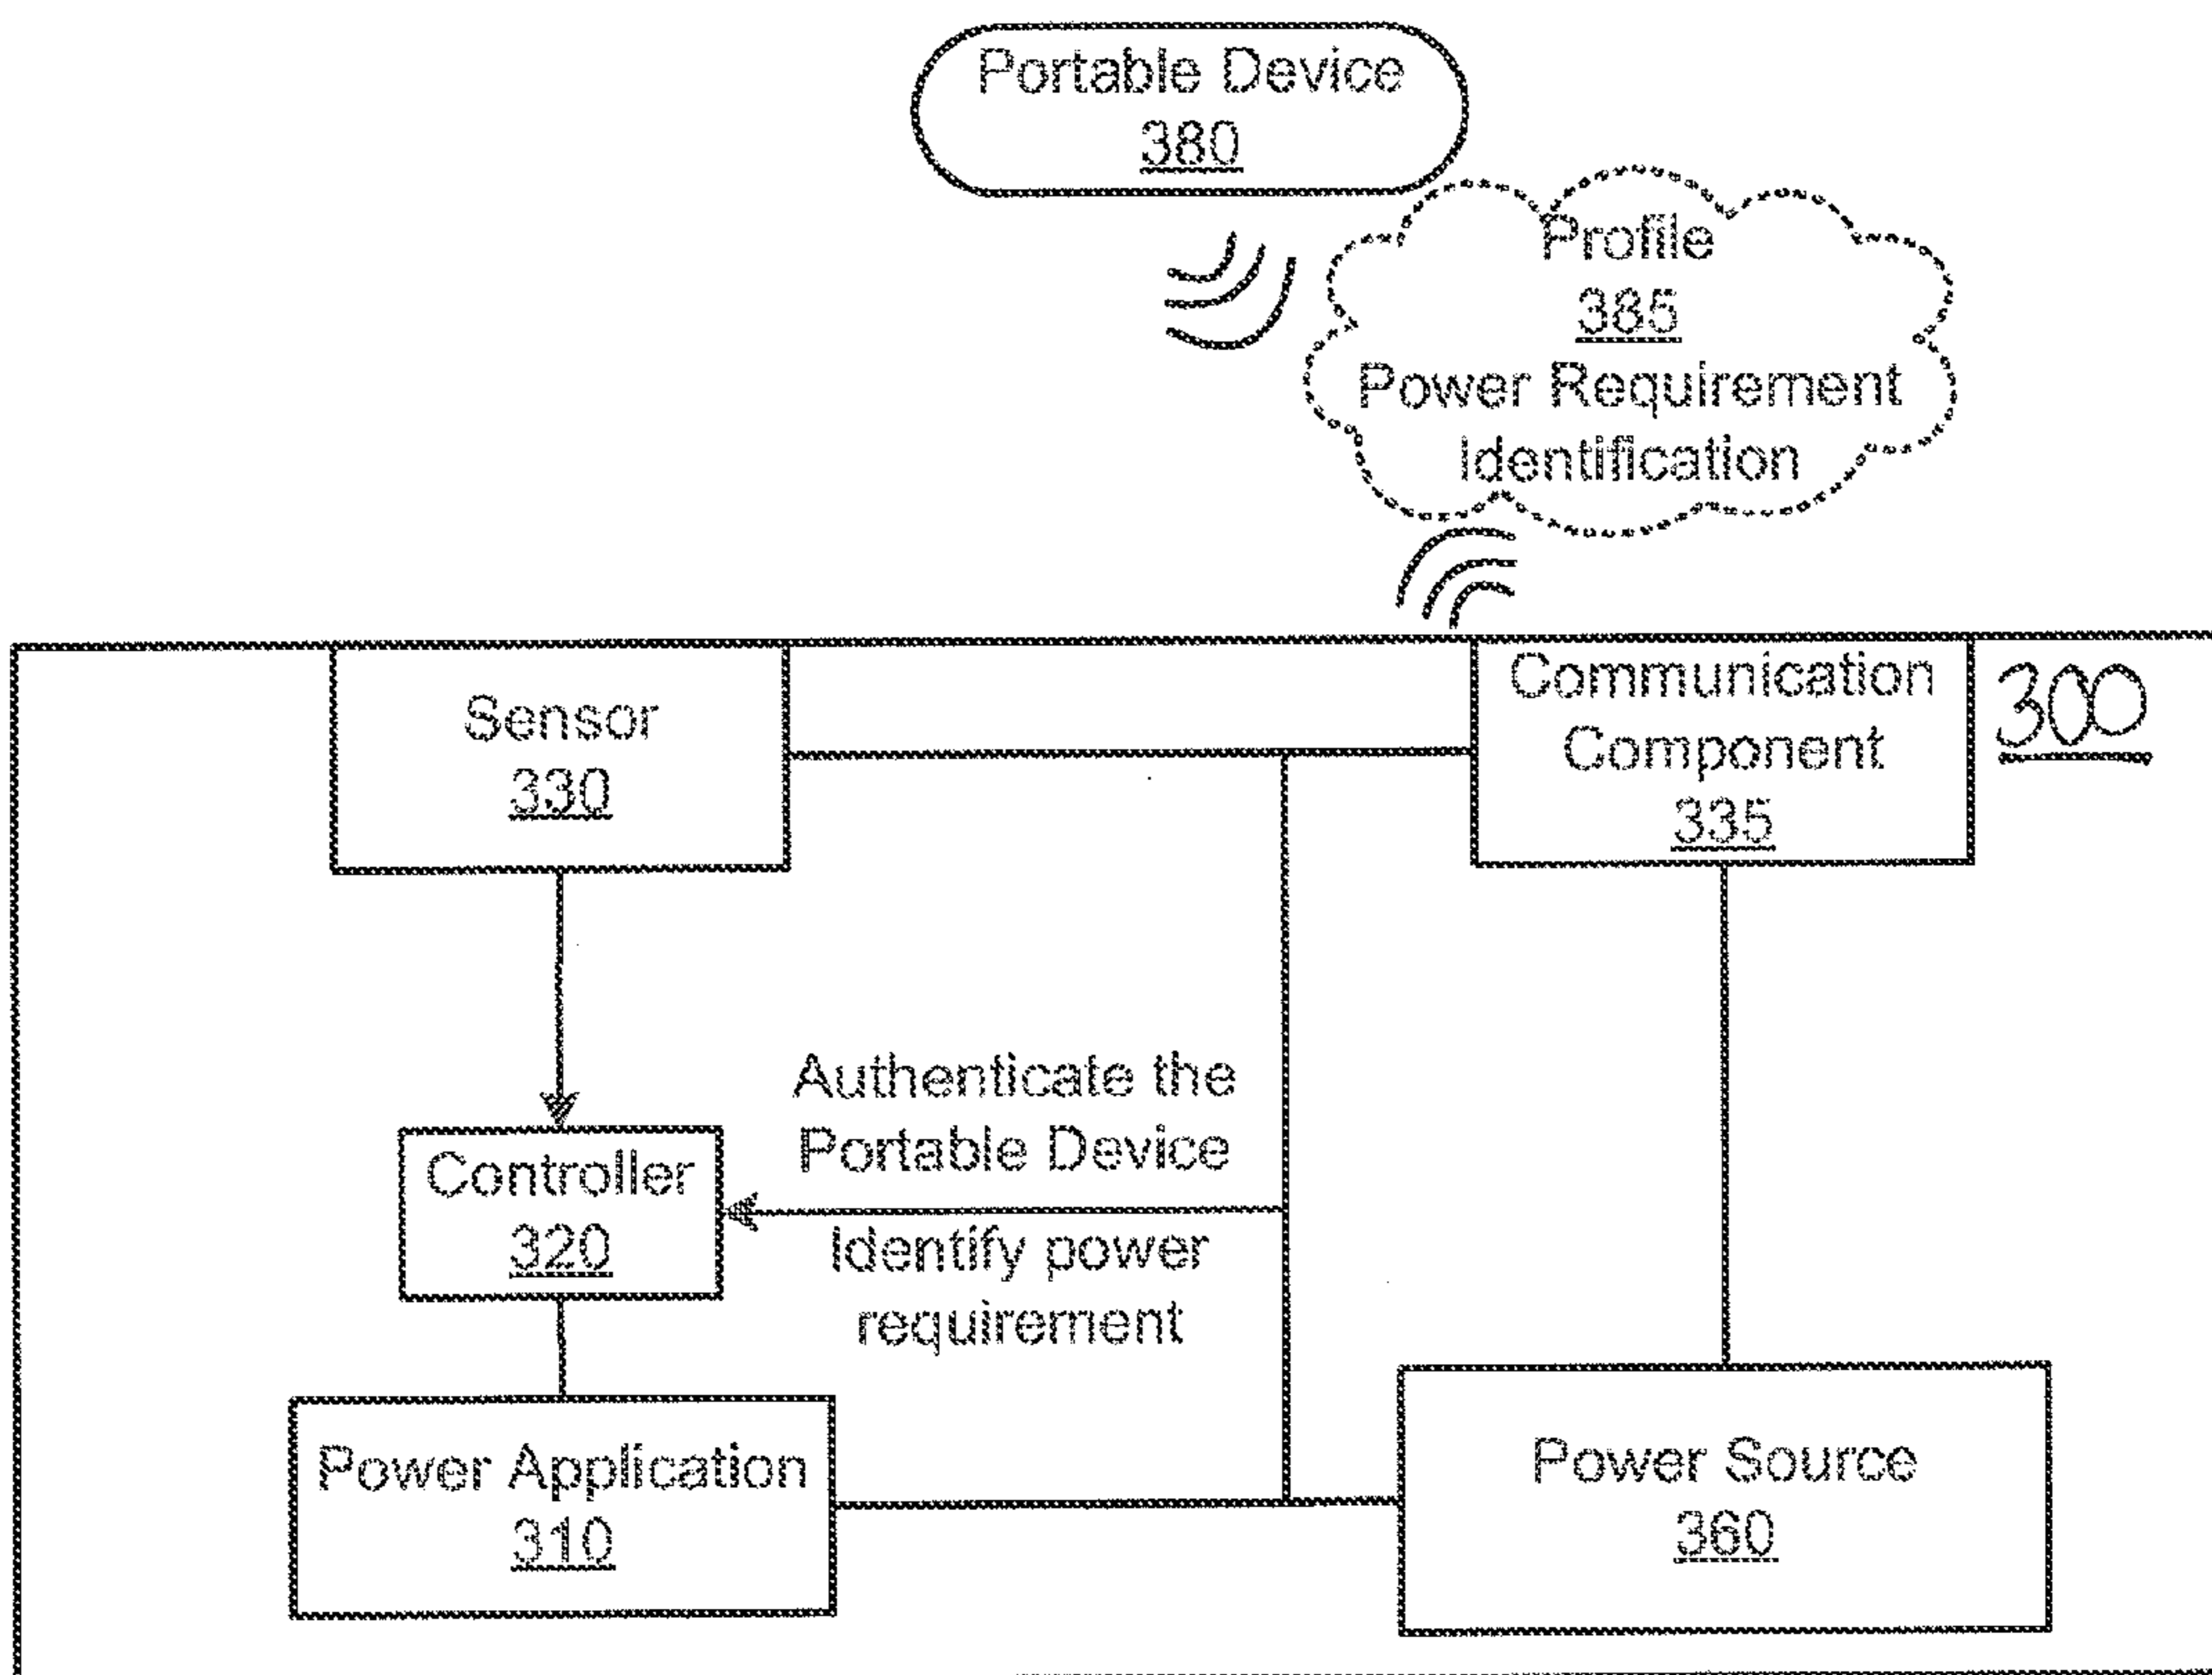 Portable Device
380
Profile
385
Power Requirement
Identification
Sensor
330
Communication
Component
335
300
Authenticate the
Portable Device
Controller
320
Identify power
requirement
Power Application
310
Power Source
360